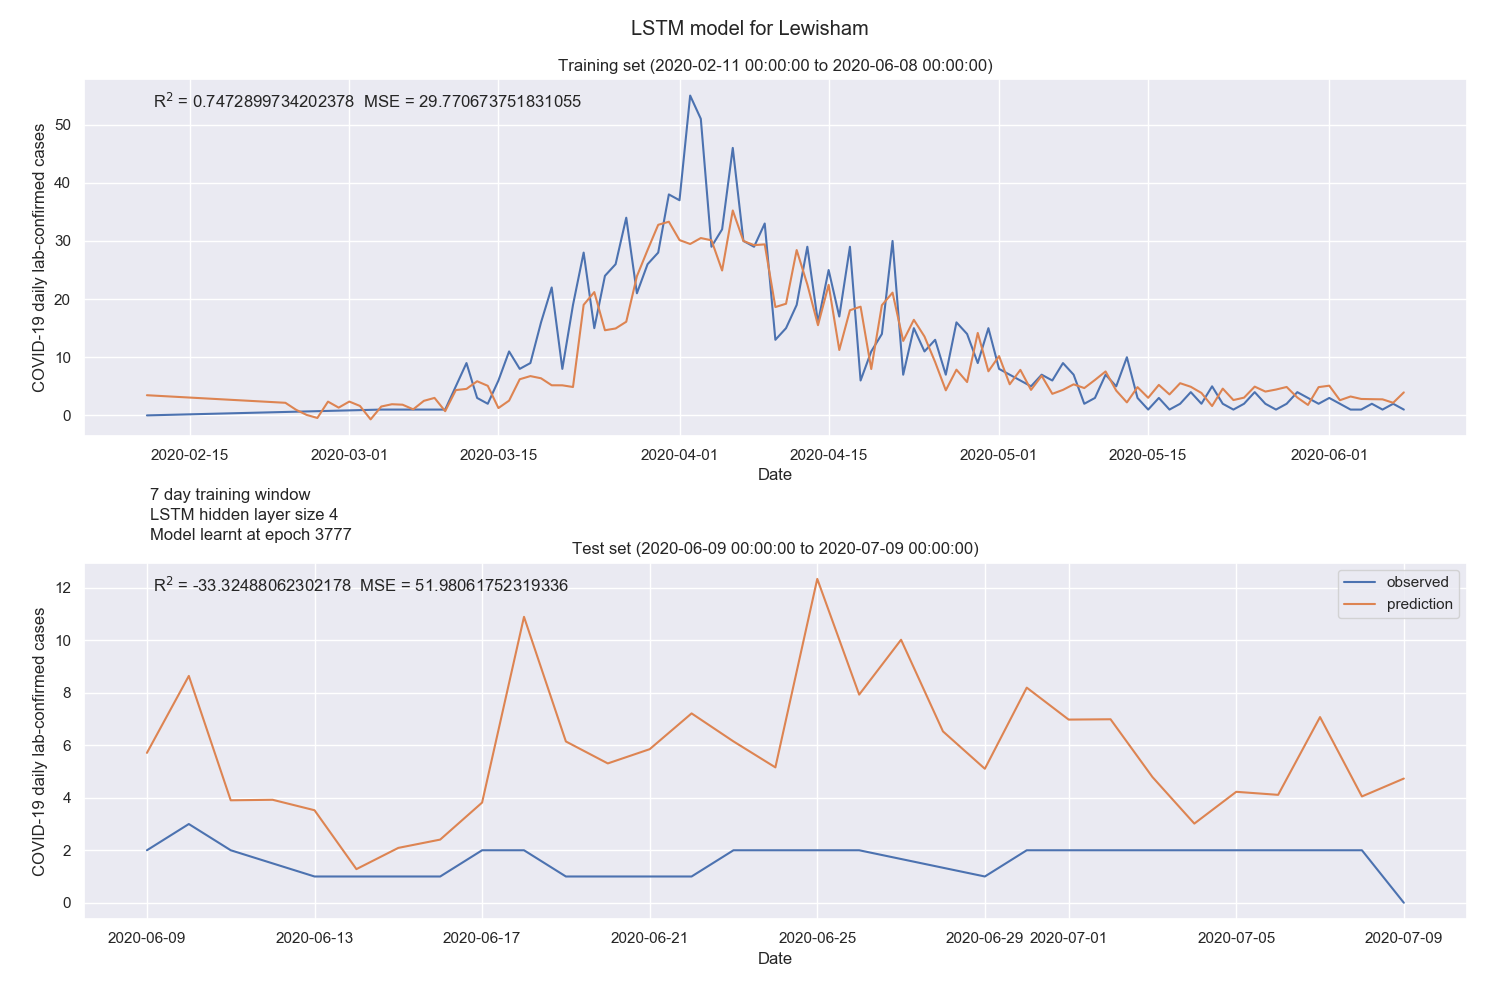 LSTM model for Lewisham
Training set (2020-02-11 00:00:00 to 2020-06-08 00:00:00)
R² = 0.7472899734202378 MSE = 29.770673751831055
COVID-19 daily lab-confirmed cases
50
40
30
20
10
0
2020-02-15 2020-03-01 2020-03-15 2020-04-01 2020-04-15 2020-05-01 2020-05-15 2020-06-01
Date
7 day training window
LSTM hidden layer size 4
Model learnt at epoch 3777
Test set (2020-06-09 00:00:00 to 2020-07-09 00:00:00)
R² = -33.32488062302178 MSE = 51.98061752319336
observed
prediction
COVID-19 daily lab-confirmed cases
12
10
8
6
4
2
0
2020-06-09 2020-06-13 2020-06-17 2020-06-21 2020-06-25 2020-06-29 2020-07-01 2020-07-05 2020-07-09
Date